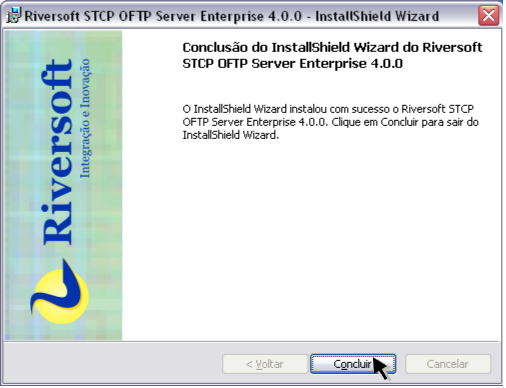 Riversoft STCP OFTP Server Enterprise 4.0.0 - InstallShield Wizard
Conclusão do InstallShield Wizard do Riversoft
STCP OFTP Server Enterprise 4.0.0
O InstallShield Wizard instalou com sucesso o Riversoft STCP
OFTP Server Enterprise 4.0.0. Clique em Concluir para sair do
InstallShield Wizard.
Riversoft
Integração e Inovação
< Voltar
Concluir
Cancelar